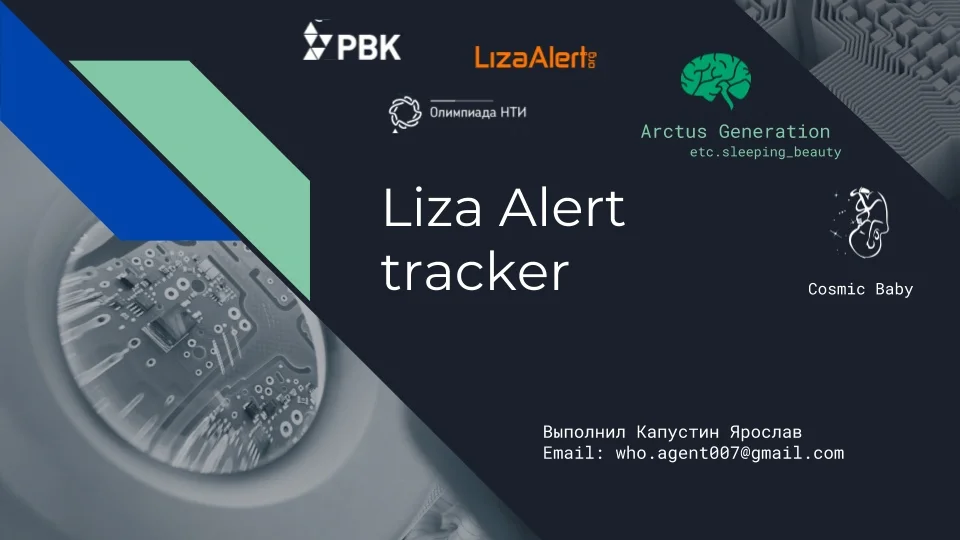 РВК
LizaAlert.org
Олимпиада НТИ
Arctus Generation
etc.sleeping_beauty
Liza Alert
tracker
Cosmic Baby
Выполнил Капустин Ярослав
Email: who.agent007@gmail.com